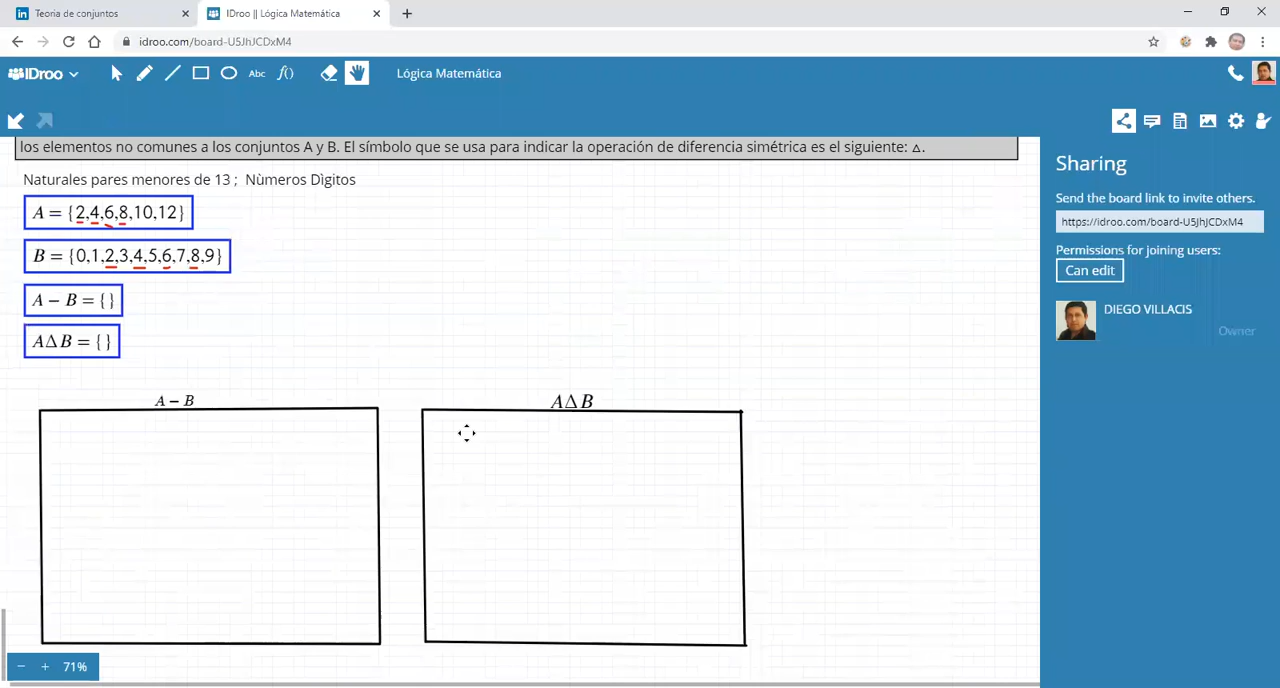 Teoria de conjuntos
IDroo || Lógica Matemática
idroo.com/board-U5JhJCDxM4
IDroo
Abc
f()
Lógica Matemática
los elementos no comunes a los conjuntos A y B. El símbolo que se usa para indicar la operación de diferencia simétrica es el siguiente: △.
Naturales pares menores de 13 ; Nùmeros Dìgitos
A = {2,4,6,8,10,12}
B = {0,1,2,3,4,5,6,7,8,9}
A − B = { }
AΔB = { }
A − B
AΔB
Sharing
Send the board link to invite others.
https://idroo.com/board-U5JhJCDxM4
Permissions for joining users:
Can edit
DIEGO VILLACIS
Owner
71%